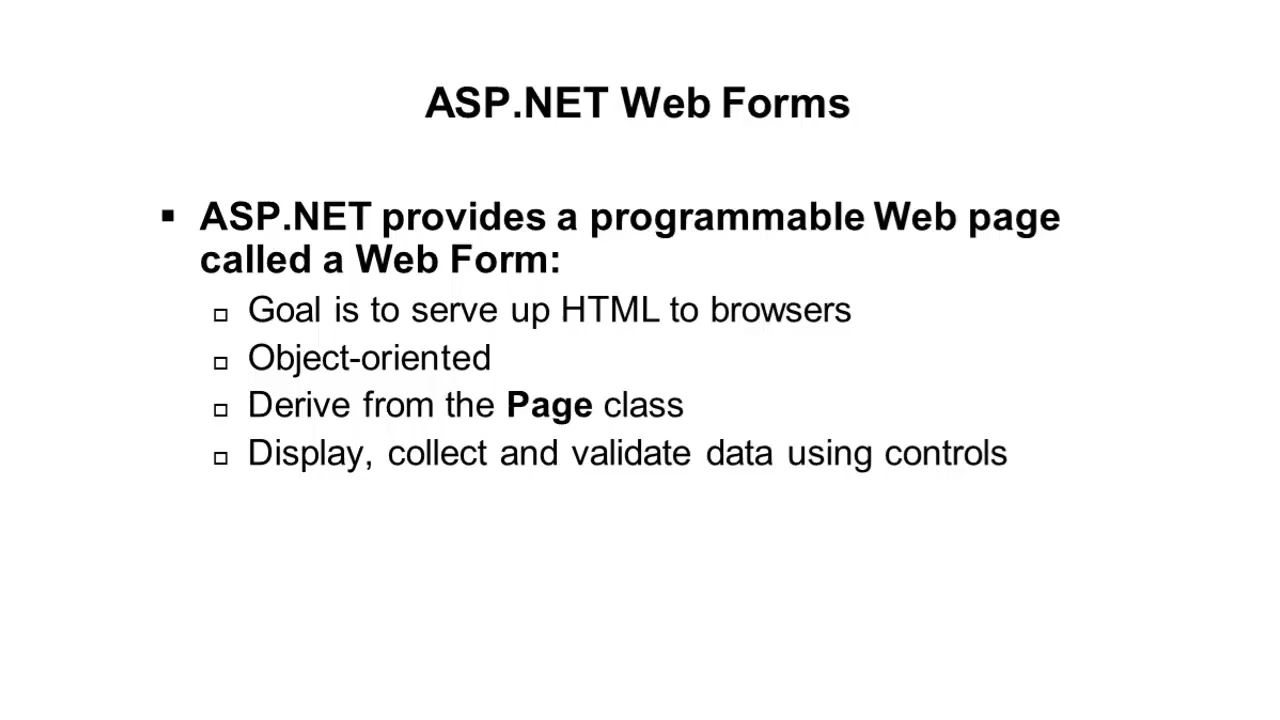 ASP.NET Web Forms
ASP.NET provides a programmable Web page
called a Web Form:
Goal is to serve up HTML to browsers
Object-oriented
Derive from the Page class
Display, collect and validate data using controls